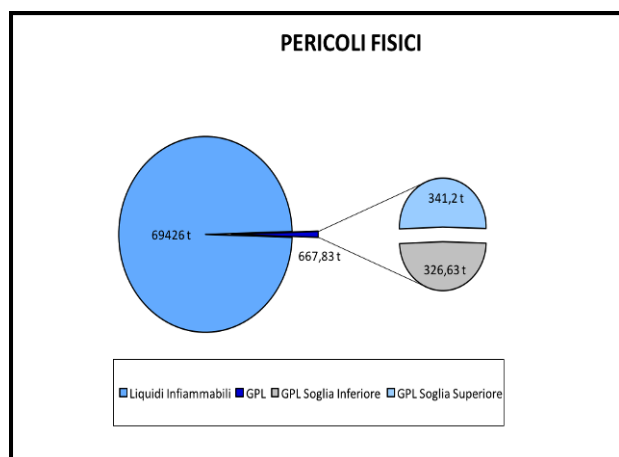 PERICOLI FISICI
341,2 t
69426 t
667,83 t
326,63 t
Liquidi Infiammabili GPL GPL Soglia Inferiore GPL Soglia Superiore